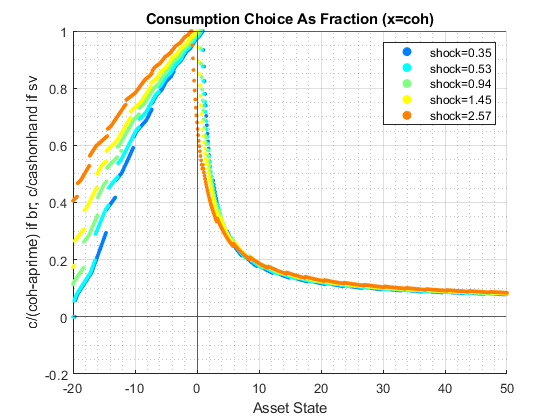 Consumption Choice As Fraction (x=coh)
c/(coh-aprime) if br; c/cashonhand if sv
1
0.8
0.6
0.4
0.2
0
-0.2
shock=0.35
shock=0.53
shock=0.94
shock=1.45
shock=2.57
-20 -10 0 10 20 30 40 50
Asset State